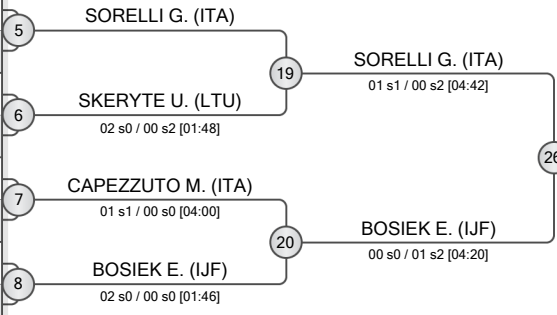 SORELLI G. (ITA)
5
19
SORELLI G. (ITA)
01 s1 / 00 s2 [04:42]
SKERYTE U. (LTU)
6
02 s0 / 00 s2 [01:48]
26
CAPEZZUTO M. (ITA)
7
01 s1 / 00 s0 [04:00]
20
BOSIEK E. (IJF)
00 s0 / 01 s2 [04:20]
BOSIEK E. (IJF)
8
02 s0 / 00 s0 [01:46]